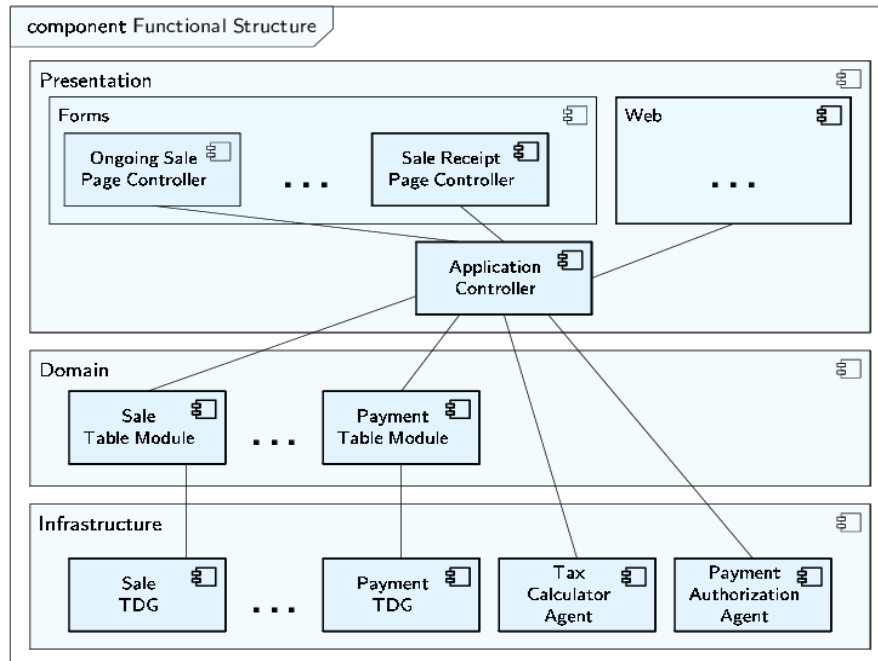 component Functional Structure
Presentation
Forms
Web
Ongoing Sale
Page Controller
...
Sale Receipt
Page Controller
...
Application
Controller
Domain
Sale
Table Module
...
Payment
Table Module
Infrastructure
Sale
TDG
...
Payment
TDG
Tax
Calculator
Agent
Payment
Authorization
Agent